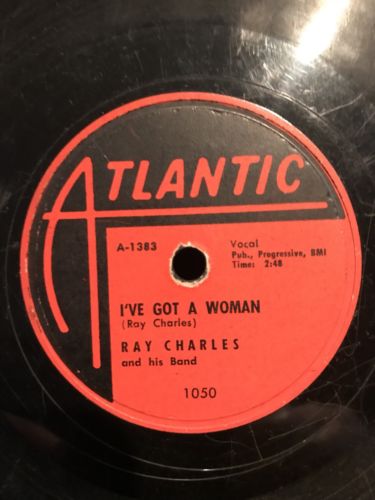 ATLANTIC
A-1383
Vocal
Pub., Progressive, BMI
Time: 2:48
I'VE GOT A WOMAN
(Ray Charles)
RAY CHARLES
and his Band
1050